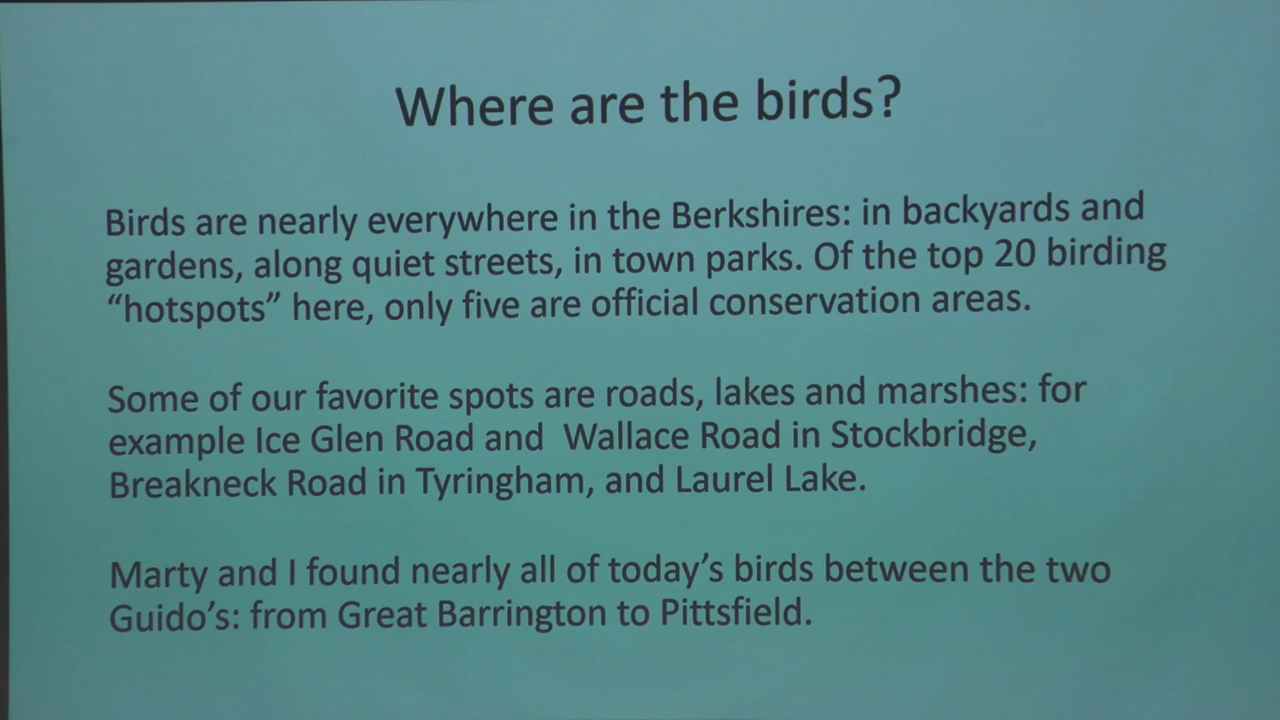 Where are the birds?
Birds are nearly everywhere in the Berkshires: in backyards and
gardens, along quiet streets, in town parks. Of the top 20 birding
“hotspots” here, only five are official conservation areas.
Some of our favorite spots are roads, lakes and marshes: for
example Ice Glen Road and  Wallace Road in Stockbridge,
Breakneck Road in Tyringham, and Laurel Lake.
Marty and I found nearly all of today’s birds between the two
Guido’s: from Great Barrington to Pittsfield.